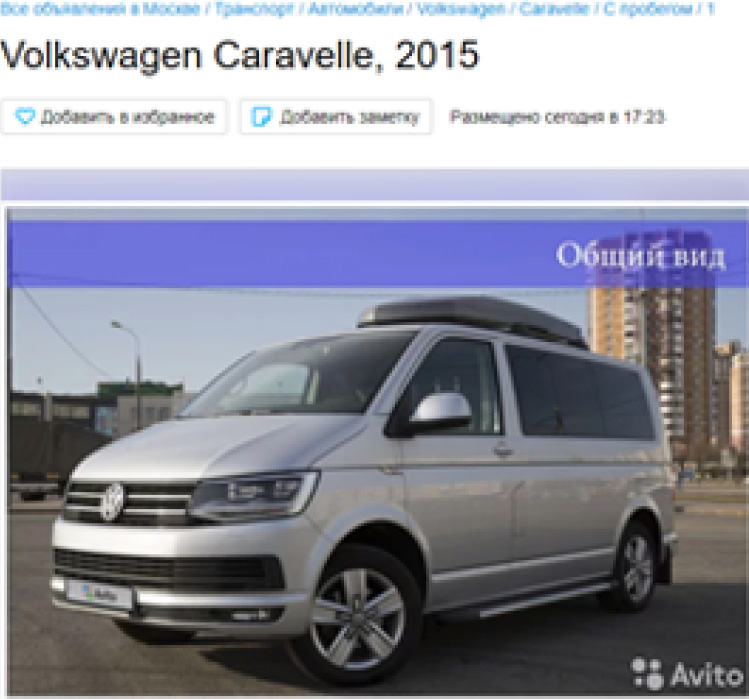 Все объявления в Москве / Транспорт / Автомобили / Volkswagen / Caravelle / С пробегом / 1
Volkswagen Caravelle, 2015
Добавить в избранное Добавить заметку Размещено сегодня в 17:23
Общий вид
Avito
Avito